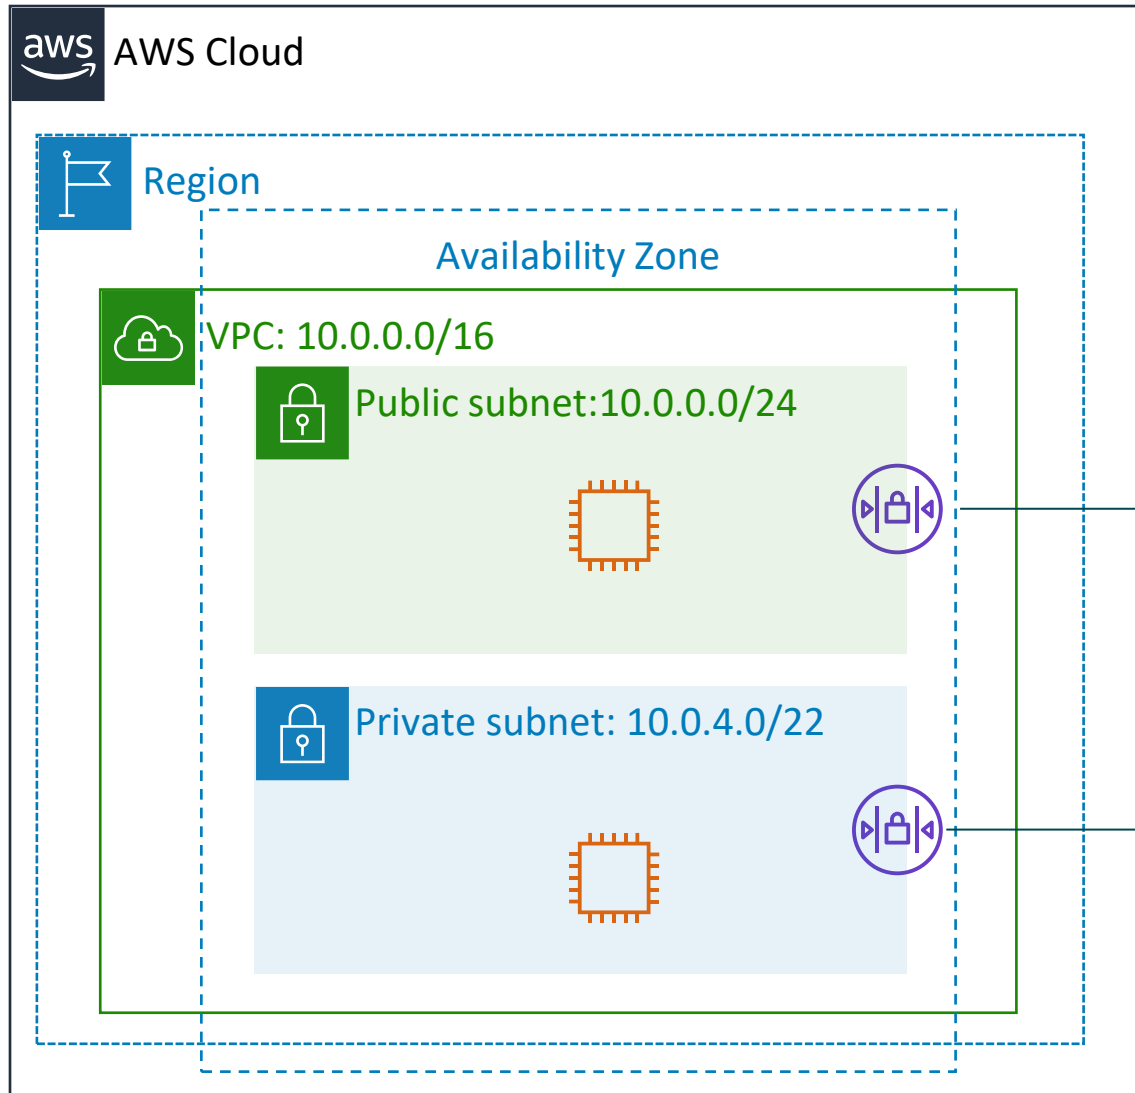 aws
AWS Cloud
Region
Availability Zone
VPC: 10.0.0.0/16
Public subnet:10.0.0.0/24
Private subnet: 10.0.4.0/22